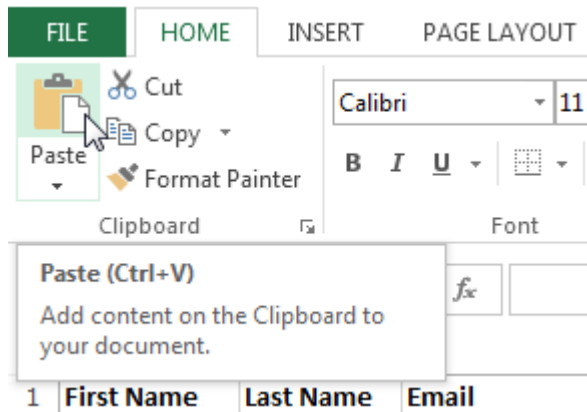 FILE HOME INSERT PAGE LAYOUT
Cut
Calibri 11
Copy
Paste
B I U
Format Painter
Clipboard Font
Paste (Ctrl+V)
fx
Add content on the Clipboard to
your document.
1 First Name Last Name Email